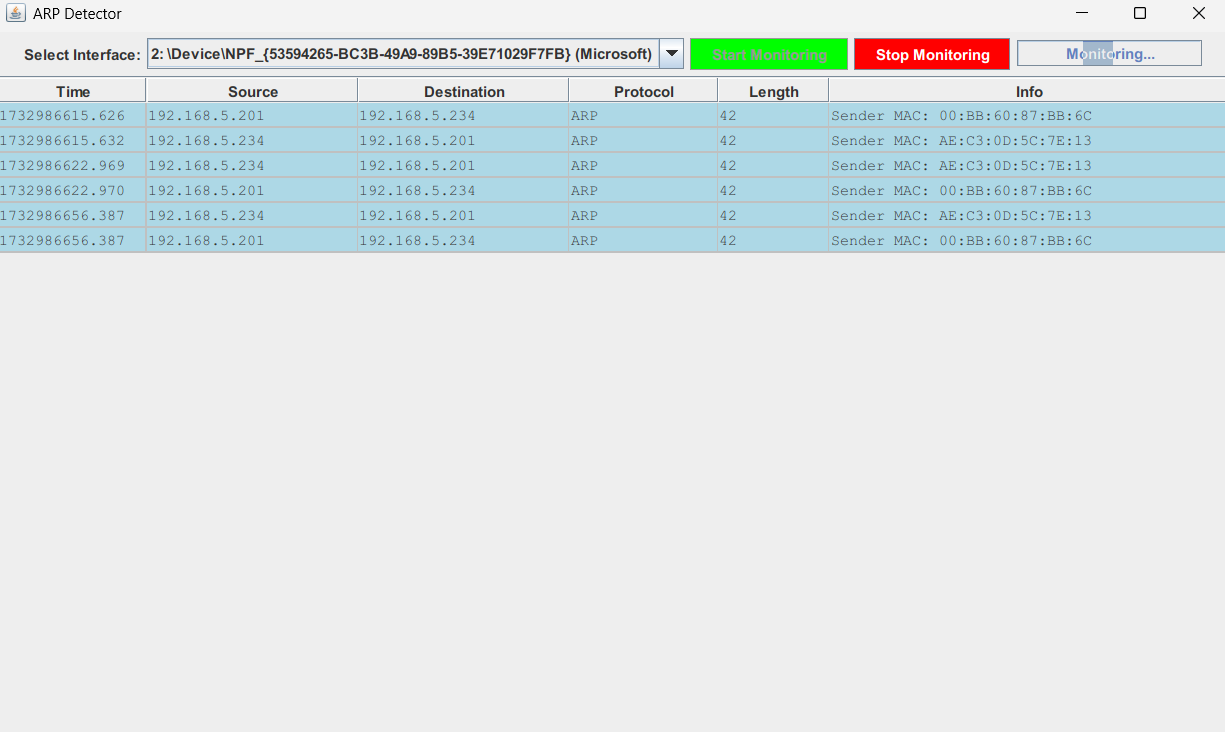 ARP Detector
Select Interface: 2: \Device\NPF_{53594265-BC3B-49A9-89B5-39E71029F7FB} (Microsoft) Start Monitoring Stop Monitoring Monitoring...
Time Source Destination Protocol Length Info
1732986615.626 192.168.5.201 192.168.5.234 ARP 42 Sender MAC: 00:BB:60:87:BB:6C
1732986615.632 192.168.5.234 192.168.5.201 ARP 42 Sender MAC: AE:C3:0D:5C:7E:13
1732986622.969 192.168.5.234 192.168.5.201 ARP 42 Sender MAC: AE:C3:0D:5C:7E:13
1732986622.970 192.168.5.201 192.168.5.234 ARP 42 Sender MAC: 00:BB:60:87:BB:6C
1732986656.387 192.168.5.234 192.168.5.201 ARP 42 Sender MAC: AE:C3:0D:5C:7E:13
1732986656.387 192.168.5.201 192.168.5.234 ARP 42 Sender MAC: 00:BB:60:87:BB:6C